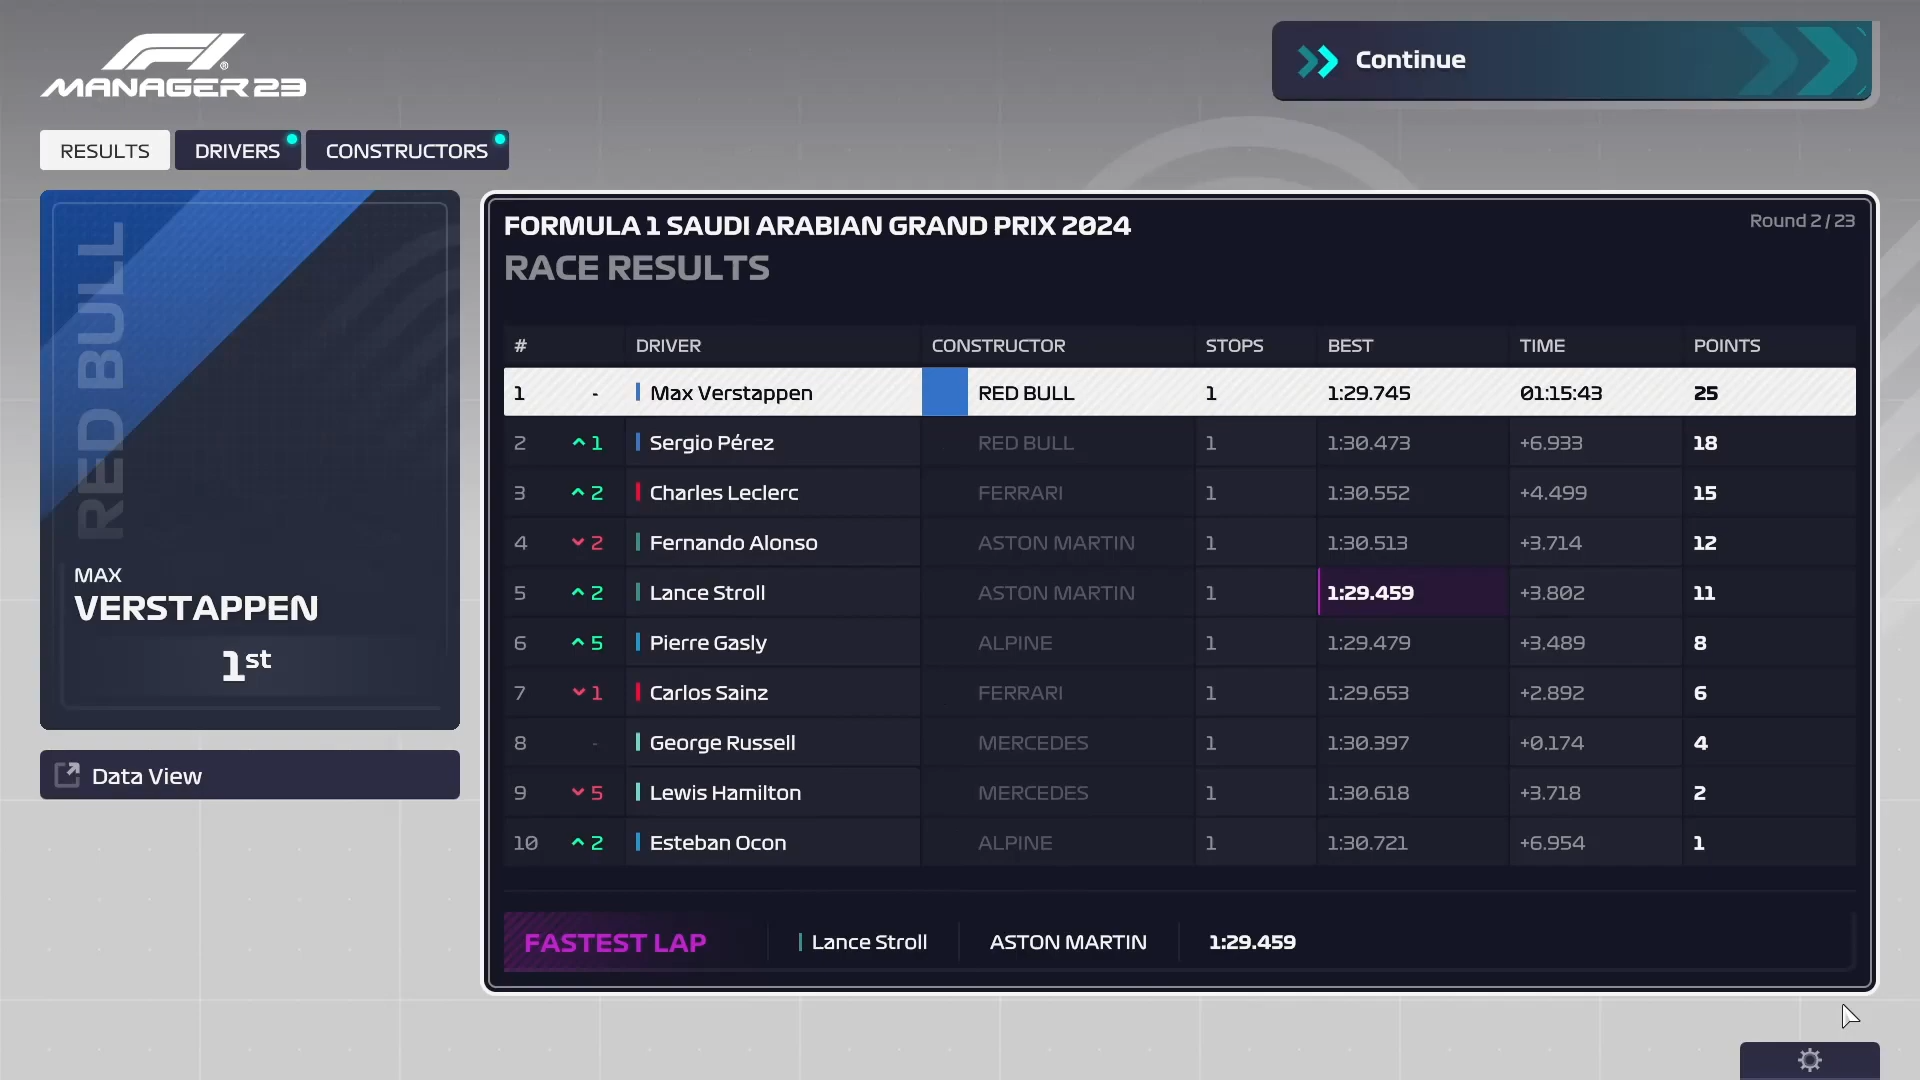 F1®
MANAGER 23
Continue
RESULTS DRIVERS CONSTRUCTORS
RED BULL
MAX
VERSTAPPEN
1st
Data View
FORMULA 1 SAUDI ARABIAN GRAND PRIX 2024 Round 2 / 23
RACE RESULTS
# DRIVER CONSTRUCTOR STOPS BEST TIME POINTS
1 - Max Verstappen RED BULL 1 1:29.745 01:15:43 25
2 1 Sergio Pérez RED BULL 1 1:30.473 +6.933 18
3 2 Charles Leclerc FERRARI 1 1:30.552 +4.499 15
4 2 Fernando Alonso ASTON MARTIN 1 1:30.513 +3.714 12
5 2 Lance Stroll ASTON MARTIN 1 1:29.459 +3.802 11
6 5 Pierre Gasly ALPINE 1 1:29.479 +3.489 8
7 1 Carlos Sainz FERRARI 1 1:29.653 +2.892 6
8 - George Russell MERCEDES 1 1:30.397 +0.174 4
9 5 Lewis Hamilton MERCEDES 1 1:30.618 +3.718 2
10 2 Esteban Ocon ALPINE 1 1:30.721 +6.954 1
FASTEST LAP Lance Stroll ASTON MARTIN 1:29.459